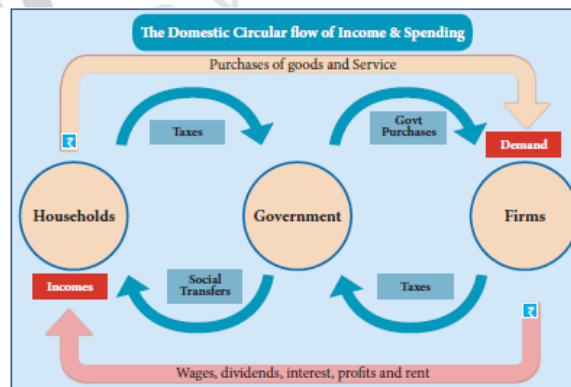 The Domestic Circular flow of Income & Spending
Purchases of goods and Service
Taxes
Govt
Purchases
₹
Demand
Households
Government
Firms
Incomes
Social
Transfers
Taxes
₹
Wages, dividends, interest, profits and rent